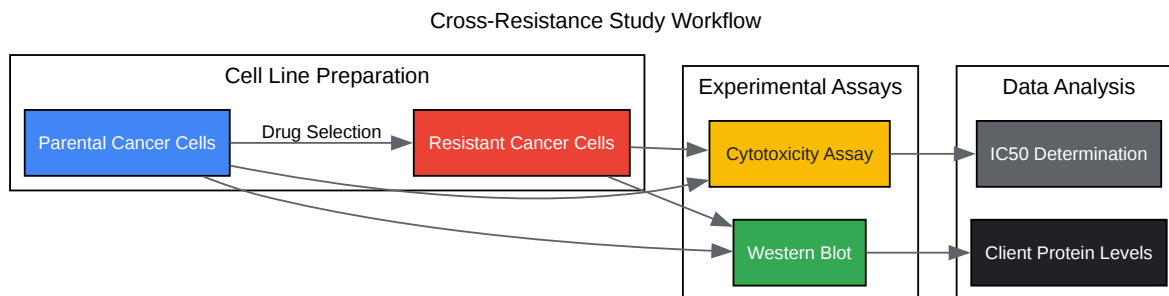 Cross-Resistance Study Workflow
Cell Line Preparation
Parental Cancer Cells
Drug Selection
Resistant Cancer Cells
Experimental Assays
Cytotoxicity Assay
Western Blot
Data Analysis
IC50 Determination
Client Protein Levels